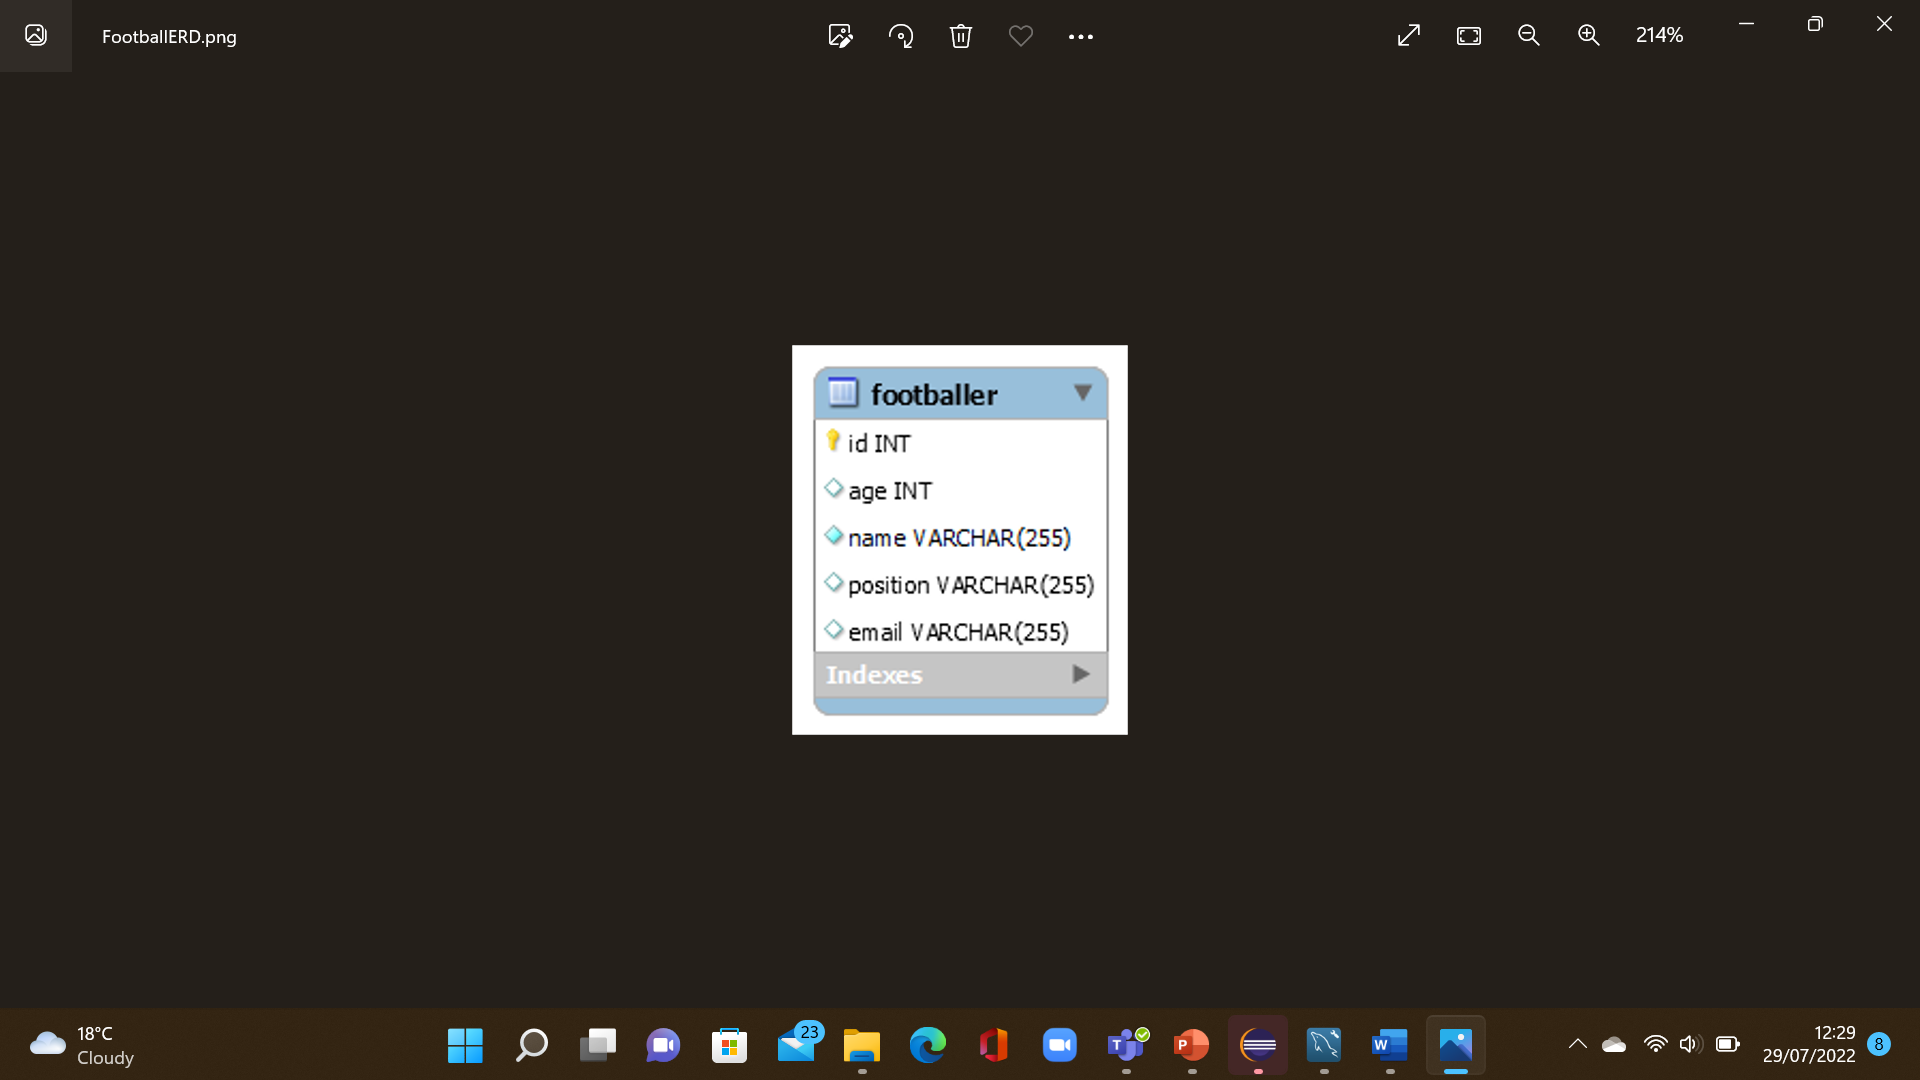 FootballERD.png
214%
footballer
id INT
age INT
name VARCHAR(255)
position VARCHAR(255)
email VARCHAR(255)
Indexes
18°C
Cloudy
23
T
P
W
12:29
29/07/2022
8